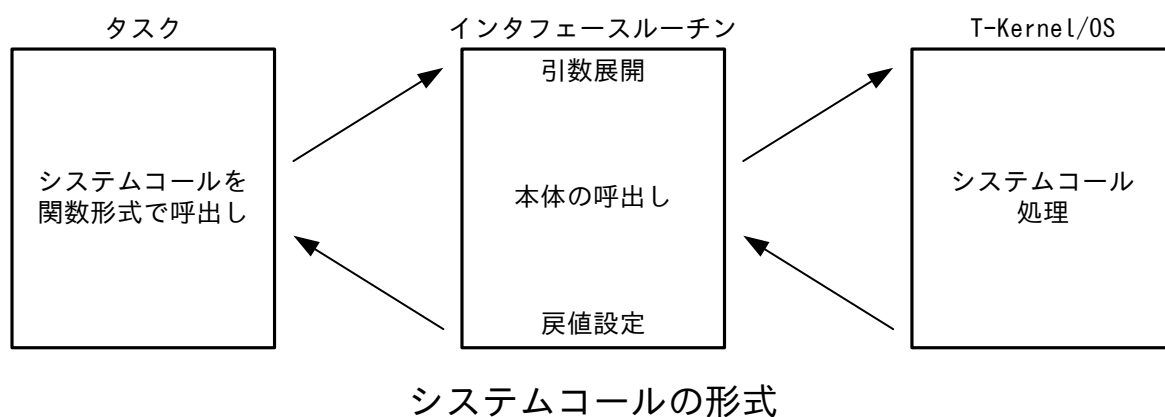 タスク
システムコールを
関数形式で呼出し
インタフェースルーチン
引数展開
本体の呼出し
戻値設定
T-Kernel/OS
システムコール
処理
システムコールの形式